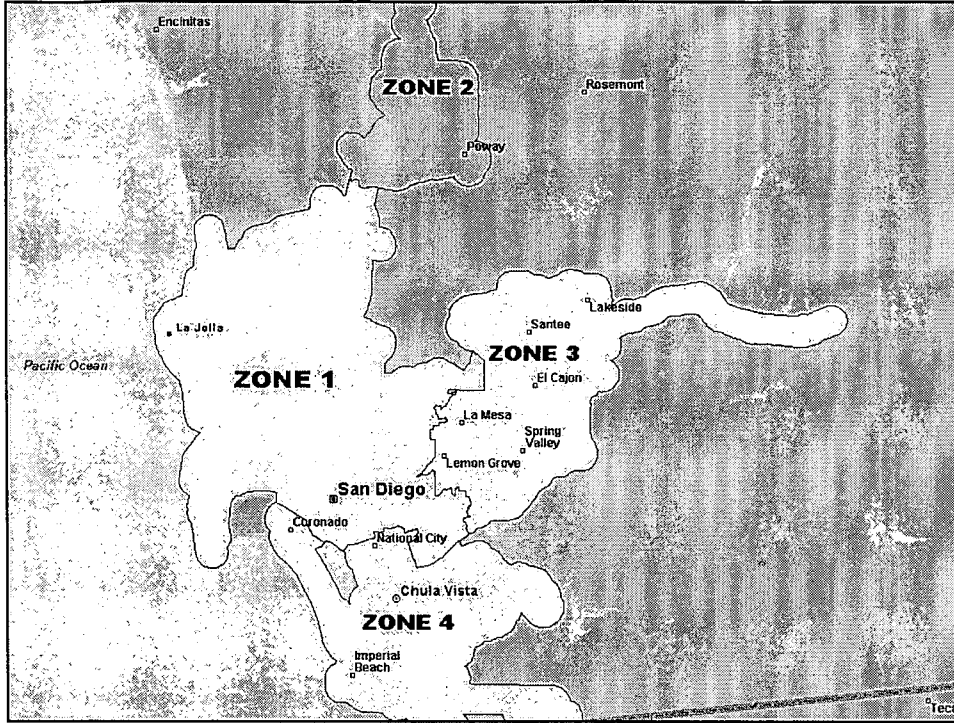 Encinitas
ZONE 2
Rosemont
Poway
Lakeside
Santee
La Jolla
Pacific Ocean
ZONE 3
ZONE 1
El Cajon
La Mesa
Spring
Valley
Lemon Grove
San Diego
Coronado
National City
Chula Vista
ZONE 4
Imperial
Beach
Teca